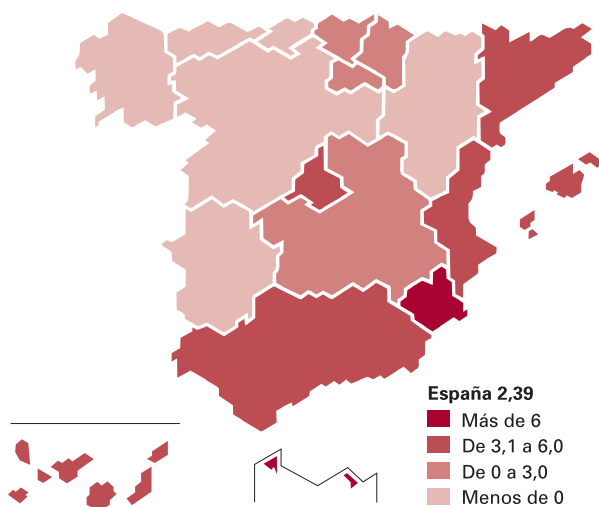 España 2,39
Más de 6
De 3,1 a 6,0
De 0 a 3,0
Menos de 0